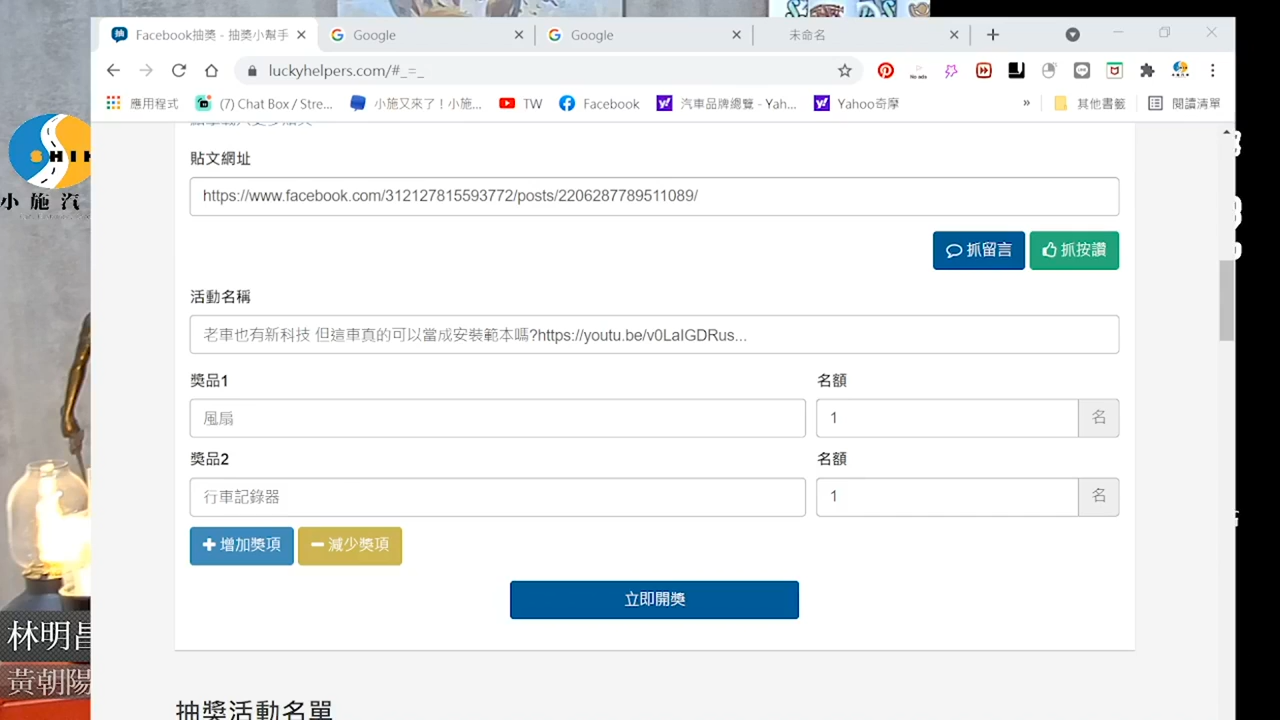 Facebook抽獎 - 抽獎小幫手
Google
Google
未命名
luckyhelpers.com/#_=_
No ads
應用程式
(7) Chat Box / Stre...
小施又來了！小施...
TW
Facebook
汽車品牌總覽 - Yah...
Yahoo奇摩
»
其他書籤
閱讀清單
貼文網址
https://www.facebook.com/312127815593772/posts/2206287789511089/
抓留言
抓按讚
活動名稱
老車也有新科技 但這車真的可以當成安裝範本嗎?https://youtu.be/v0LaIGDRus...
獎品1
名額
風扇
1
名
獎品2
名額
行車記錄器
1
名
增加獎項
減少獎項
立即開獎
抽獎活動名單
SHI
小施汽
林明昌
黃朝陽